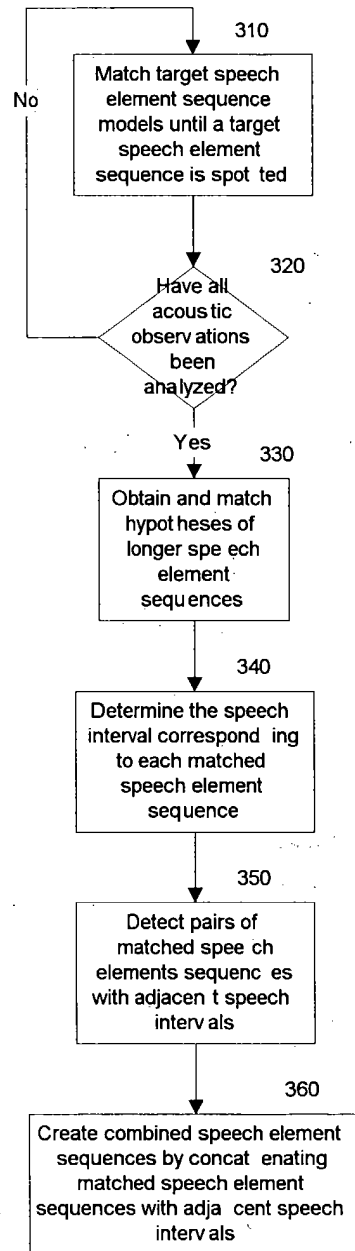 310
Match target speech
element sequence
models until a target
speech element
sequence is spot ted
No
320
Have all
acous tic
observ ations
been
ana lyzed?
Yes
330
Obtain and match
hypot heses of
longer spe ech
element
sequences
340
Determine the speech
interval correspond ing
to each matched
speech element
sequence
350
Detect pairs of
matched spee ch
elements sequenc es
with adjacen t speech
interv als
360
Create combined speech element
sequences by concat enating
matched speech element
sequences with adja cent speech
interv als